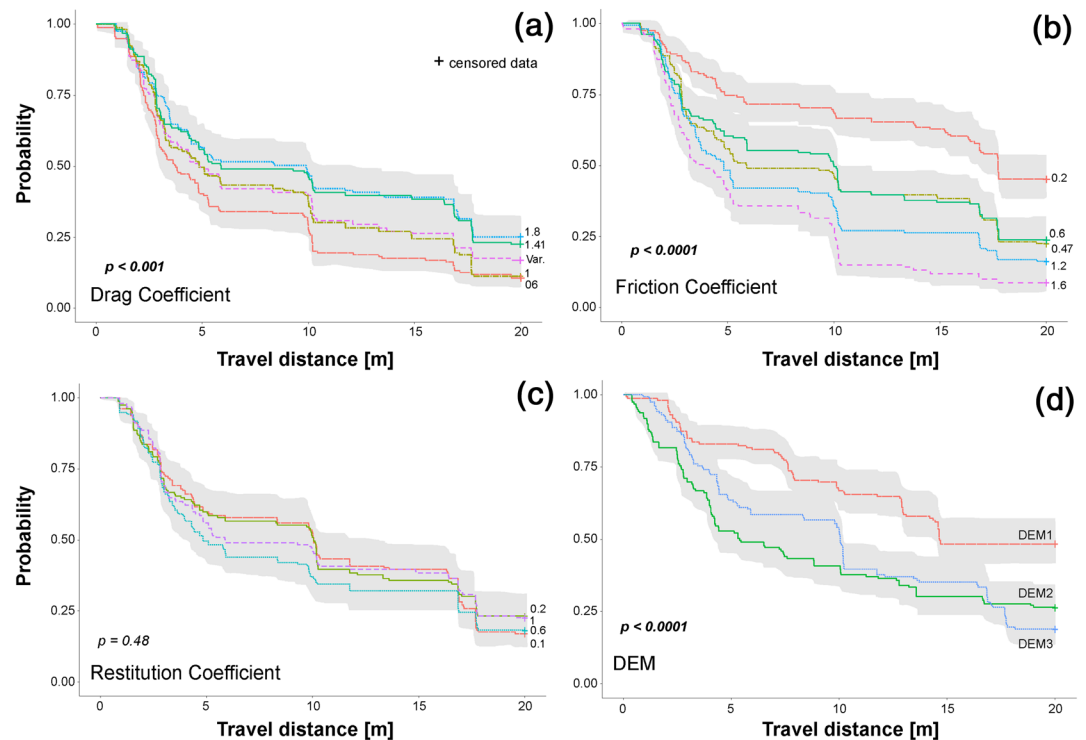 (a)
+ censored data
1.00
0.75
0.50
0.25
0.00
Probability
1.8
1.41
Var.
1
06
p < 0.001
Drag Coefficient
0
5
10
15
20
Travel distance [m]
(b)
1.00
0.75
0.50
0.25
0.00
0.2
0.6
0.47
1.2
1.6
p < 0.0001
Friction Coefficient
0
5
10
15
20
Travel distance [m]
(c)
1.00
0.75
0.50
0.25
0.00
Probability
0.2
1
0.6
0.1
p = 0.48
Restitution Coefficient
0
5
10
15
20
Travel distance [m]
(d)
1.00
0.75
0.50
0.25
0.00
DEM1
DEM2
DEM3
p < 0.0001
DEM
0
5
10
15
20
Travel distance [m]